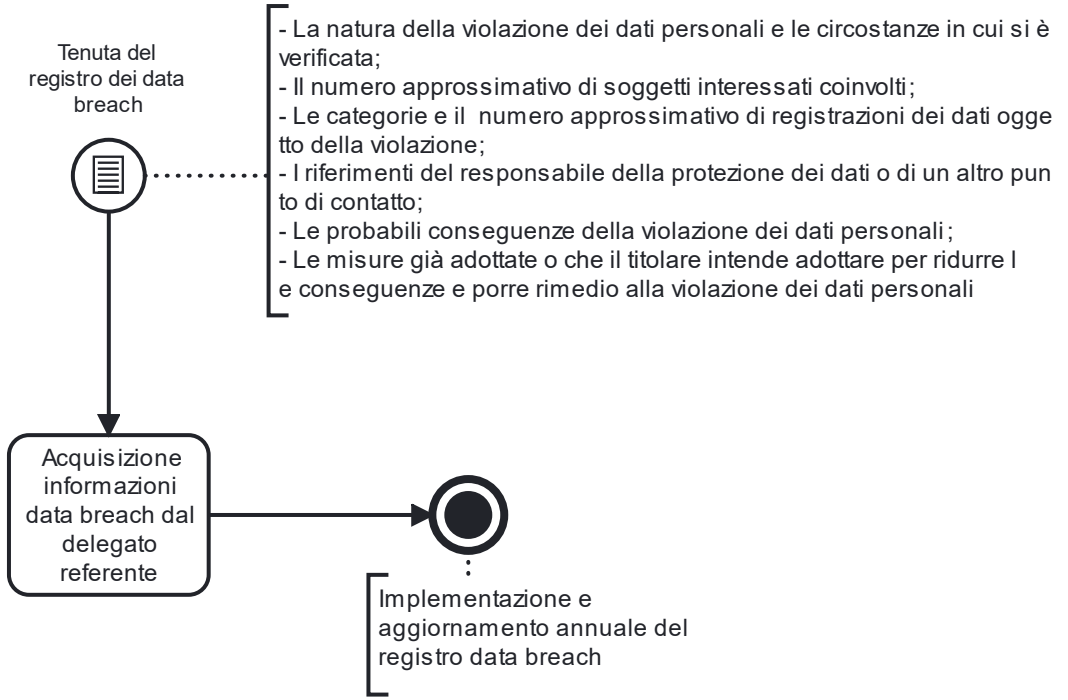 Tenuta del
registro dei data
breach
- La natura della violazione dei dati personali e le circostanze in cui si è
verificata;
- Il numero approssimativo di soggetti interessati coinvolti;
- Le categorie e il  numero approssimativo di registrazioni dei dati ogge
tto della violazione;
- I riferimenti del responsabile della protezione dei dati o di un altro pun
to di contatto;
- Le probabili conseguenze della violazione dei dati personali;
- Le misure già adottate o che il titolare intende adottare per ridurre l
e conseguenze e porre rimedio alla violazione dei dati personali
Acquisizione
informazioni
data breach dal
delegato
referente
Implementazione e
aggiornamento annuale del
registro data breach